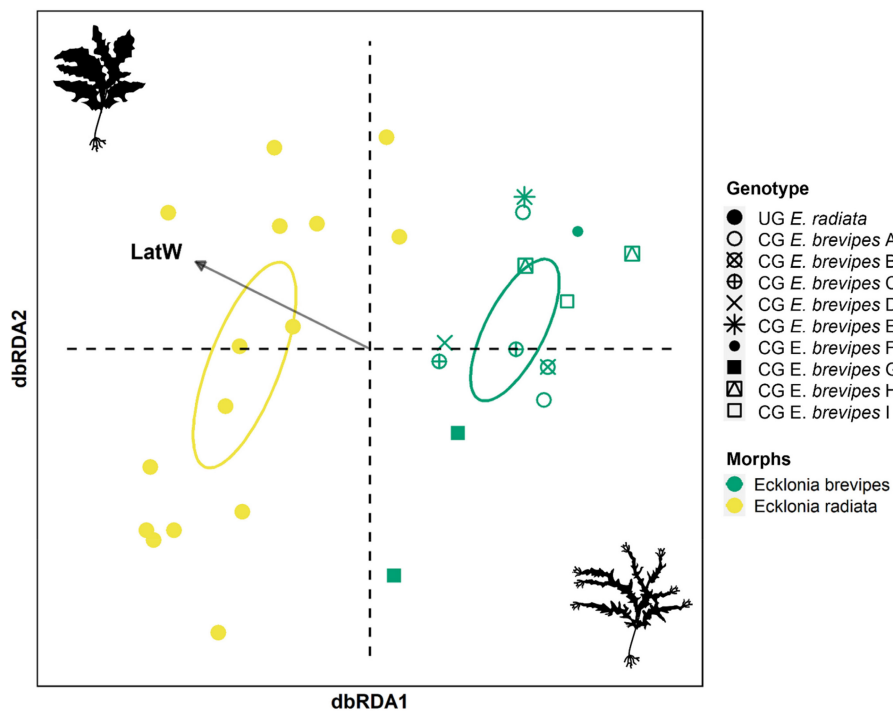 LatW
dbRDA2
dbRDA1
Genotype
UG E. radiata
CG E. brevipes A
CG E. brevipes B
CG E. brevipes C
CG E. brevipes D
CG E. brevipes E
CG E. brevipes F
CG E. brevipes G
CG E. brevipes H
CG E. brevipes I
Morphs
Ecklonia brevipes
Ecklonia radiata